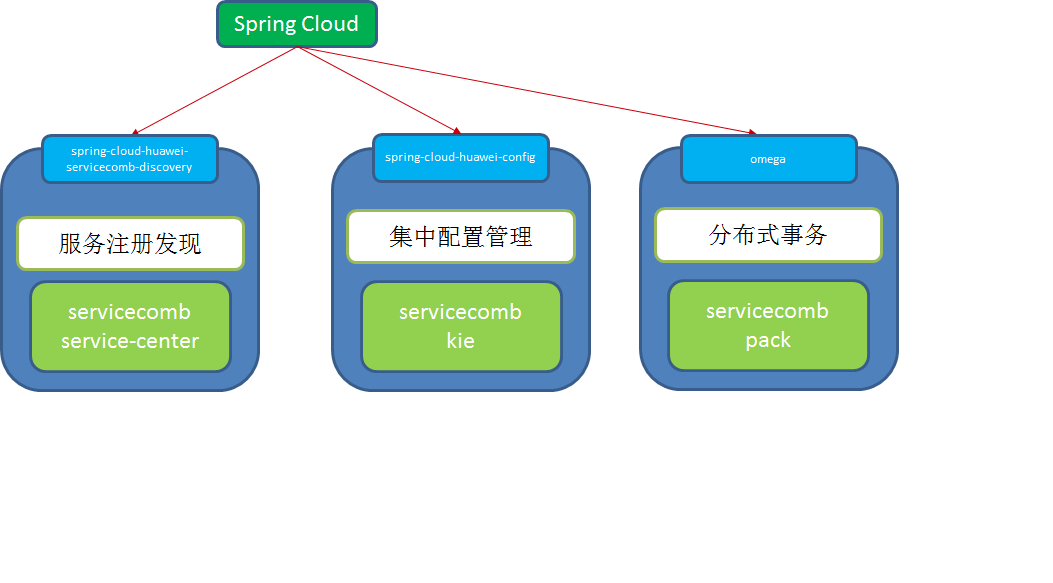 Spring Cloud
spring-cloud-huawei-
servicecomb-discovery
服务注册发现
servicecomb
service-center
spring-cloud-huawei-config
集中配置管理
servicecomb
kie
omega
分布式事务
servicecomb
pack